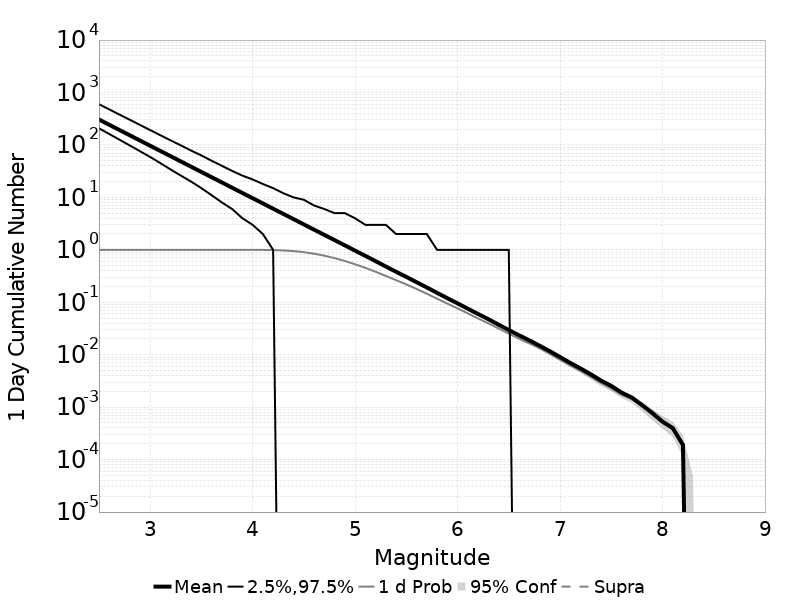 10^4
10^3
10^2
10^1
10^0
10^-1
10^-2
10^-3
10^-4
10^-5
1 Day Cumulative Number
3 4 5 6 7 8 9
Magnitude
Mean 2.5%,97.5% 1 d Prob 95% Conf Supra